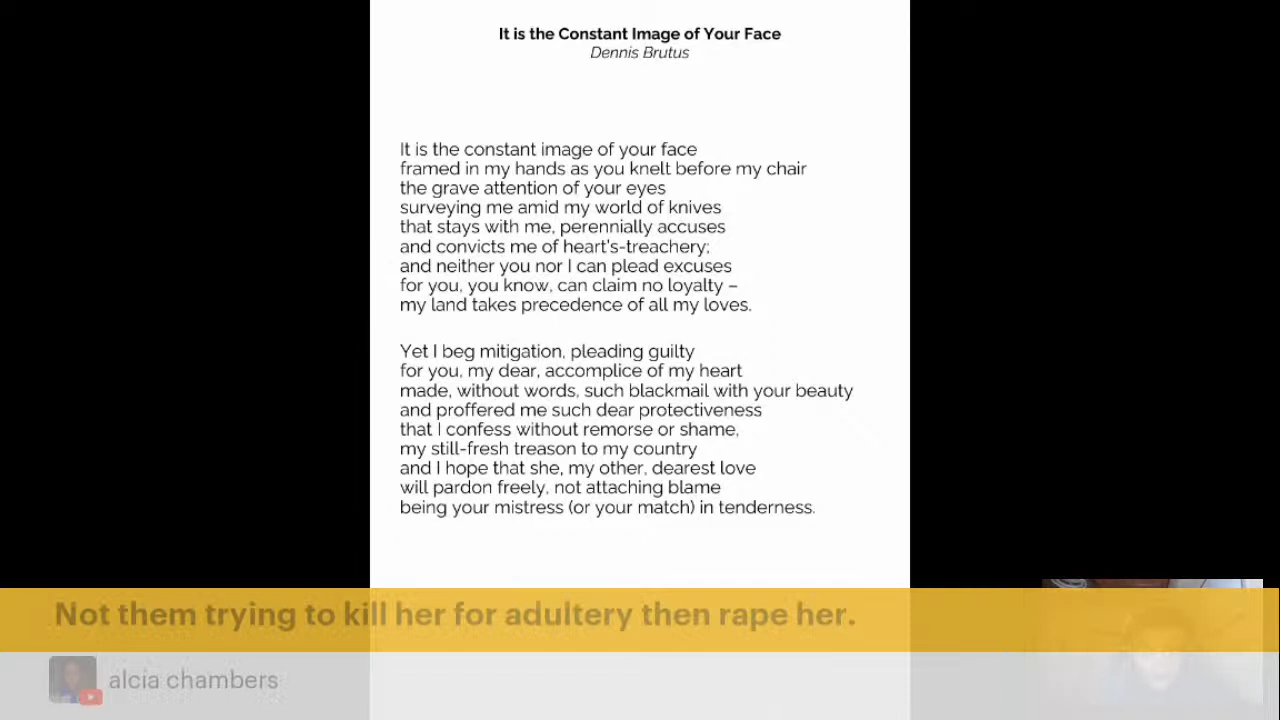 It is the Constant Image of Your Face
Dennis Brutus
It is the constant image of your face
framed in my hands as you knelt before my chair
the grave attention of your eyes
surveying me amid my world of knives
that stays with me, perennially accuses
and convicts me of heart's-treachery;
and neither you nor I can plead excuses
for you, you know, can claim no loyalty –
my land takes precedence of all my loves.
Yet I beg mitigation, pleading guilty
for you, my dear, accomplice of my heart
made, without words, such blackmail with your beauty
and proffered me such dear protectiveness
that I confess without remorse or shame,
my still-fresh treason to my country
and I hope that she, my other, dearest love
will pardon freely, not attaching blame
being your mistress (or your match) in tenderness.
Not them trying to kill her for adultery then rape her.
alcia chambers